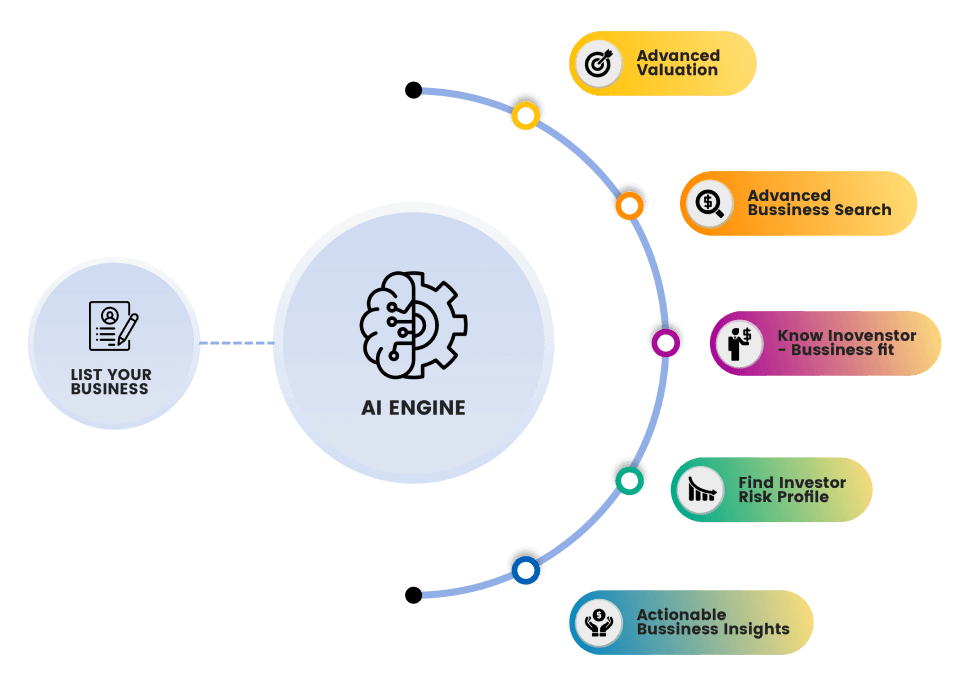 LIST YOUR
BUSINESS
AI ENGINE
Advanced
Valuation
Advanced
Bussiness Search
Know Inovenstor
- Bussiness fit
Find Investor
Risk Profile
Actionable
Bussiness Insights